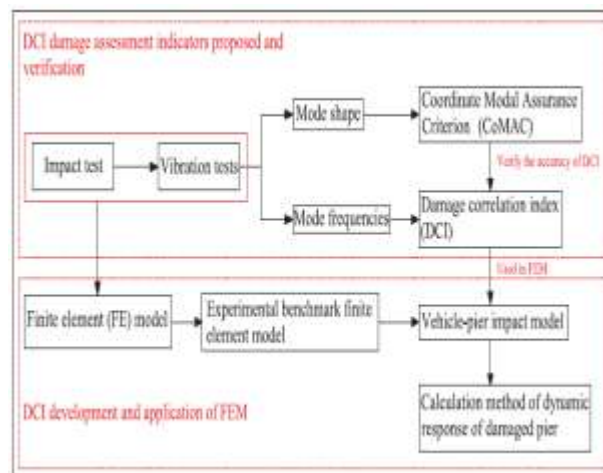 DCI damage assessment indicators proposed and
verification
Mode shape
Coordinate Modal Assurance
Criterion (CoMAC)
Impact test
Vibration tests
Verify the accuracy of DCI
Mode frequencies
Damage correlation index
(DCI)
Used in FEM
Finite element (FE) model
Experimental benchmark finite
element model
Vehicle-pier impact model
DCI development and application of FEM
Calculation method of dynamic
response of damaged pier